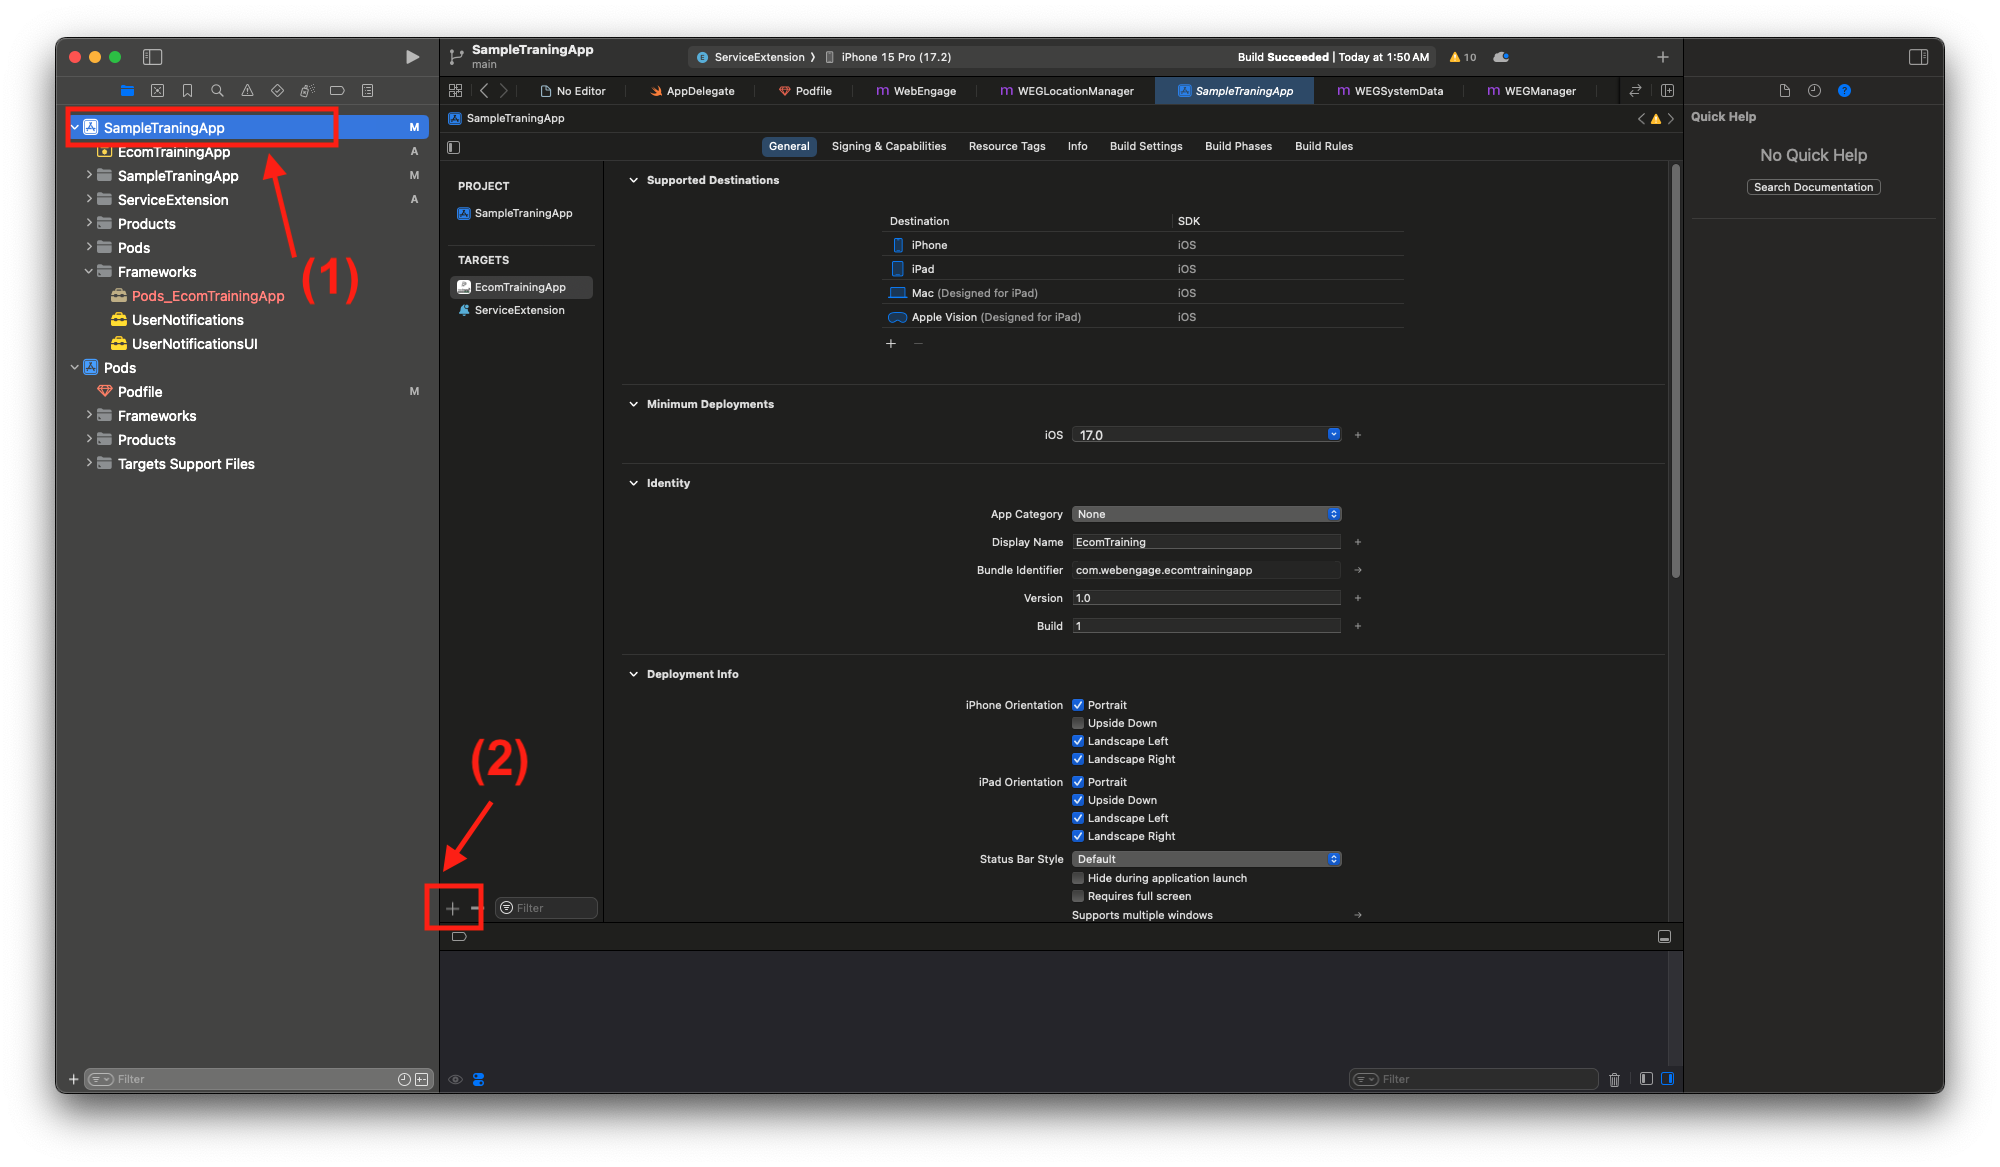 SampleTraningApp
main
ServiceExtension
iPhone 15 Pro (17.2)
Build Succeeded | Today at 1:50 AM
10
No Editor
AppDelegate
Podfile
WebEngage
WEGLocationManager
SampleTraningApp
WEGSystemData
WEGManager
SampleTraningApp M
EcomTrainingApp A
SampleTraningApp M
ServiceExtension A
Products
Pods
Frameworks
Pods_EcomTrainingApp
UserNotifications
UserNotificationsUI
Pods
Podfile M
Frameworks
Products
Targets Support Files
(1)
Filter
SampleTraningApp
General
Signing & Capabilities
Resource Tags
Info
Build Settings
Build Phases
Build Rules
PROJECT
SampleTraningApp
TARGETS
EcomTrainingApp
ServiceExtension
(2)
Filter
Supported Destinations
Destination SDK
iPhone iOS
iPad iOS
Mac (Designed for iPad) iOS
Apple Vision (Designed for iPad) iOS
Minimum Deployments
iOS 17.0
Identity
App Category None
Display Name EcomTraining
Bundle Identifier com.webengage.ecomtrainingapp
Version 1.0
Build 1
Deployment Info
iPhone Orientation Portrait
Upside Down
Landscape Left
Landscape Right
iPad Orientation Portrait
Upside Down
Landscape Left
Landscape Right
Status Bar Style Default
Hide during application launch
Requires full screen
Supports multiple windows
Filter
Quick Help
No Quick Help
Search Documentation